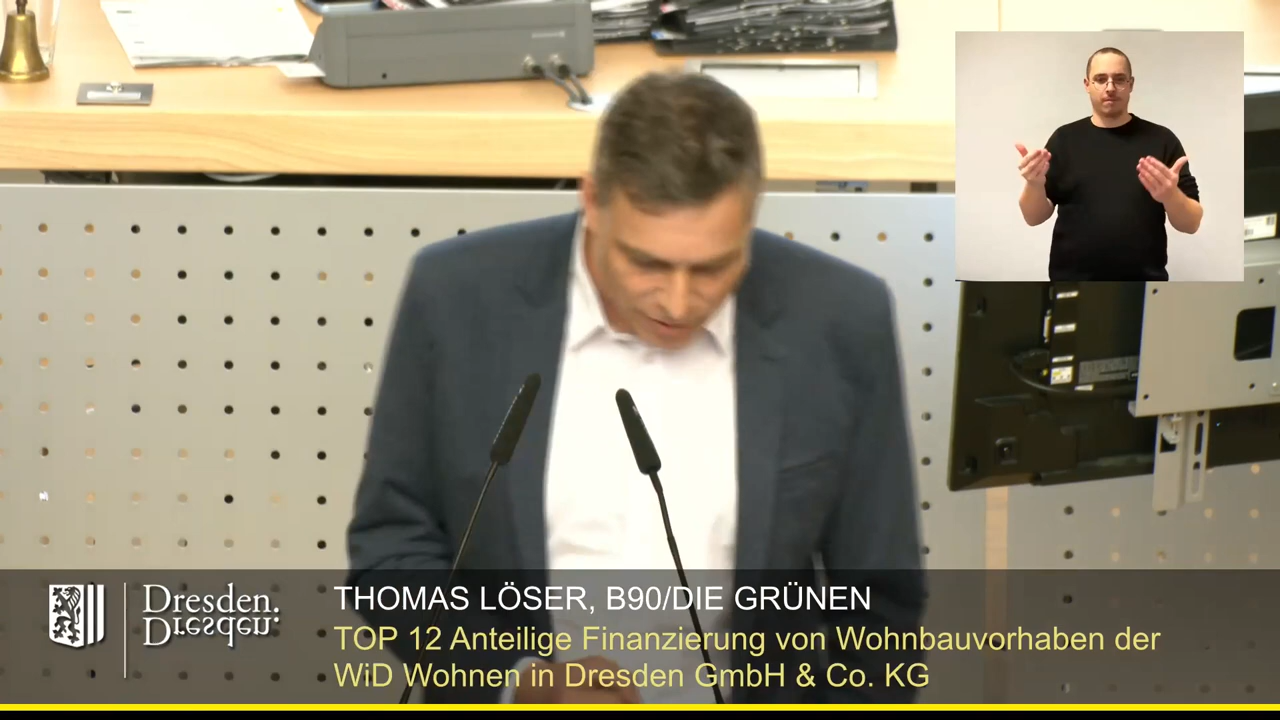 THOMAS LÖSER, B90/DIE GRÜNEN
Dresden.
Dresden.
TOP 12 Anteilige Finanzierung von Wohnbauvorhaben der
WiD Wohnen in Dresden GmbH & Co. KG